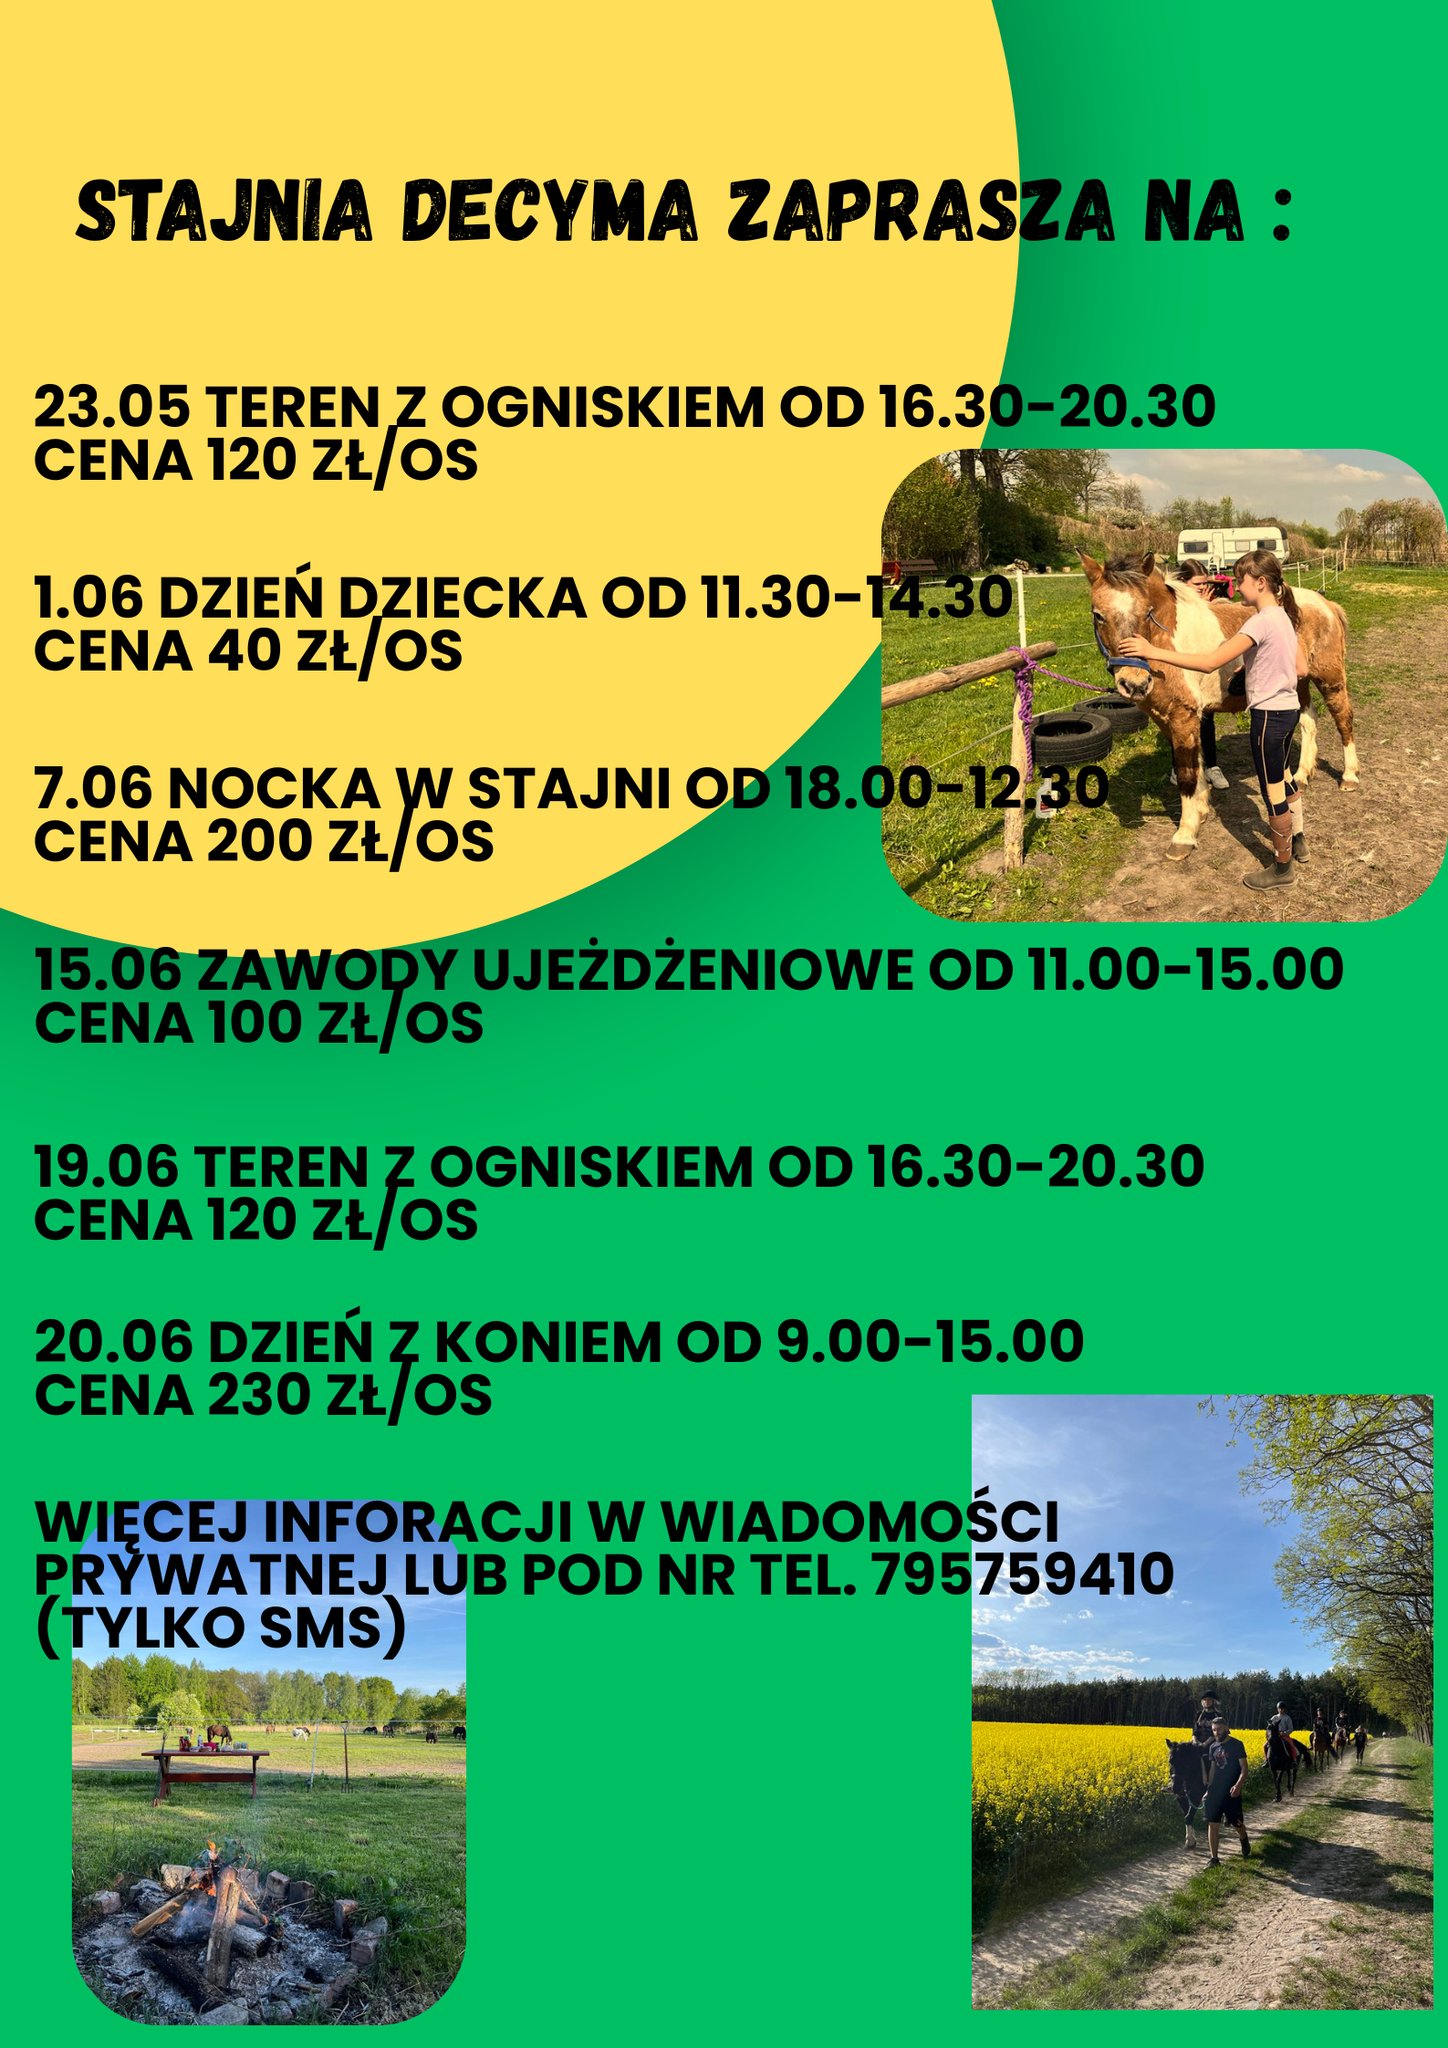 STAJNIA DECYMA ZAPRASZA NA :
23.05 TEREN Z OGNISKIEM OD 16.30-20.30
CENA 120 ZŁ/OS
1.06 DZIEŃ DZIECKA OD 11.30-14.30
CENA 40 ZŁ/OS
7.06 NOCKA W STAJNI OD 18.00-12.30
CENA 200 ZŁ/OS
15.06 ZAWODY UJEŻDŻENIOWE OD 11.00-15.00
CENA 100 ZŁ/OS
19.06 TEREN Z OGNISKIEM OD 16.30-20.30
CENA 120 ZŁ/OS
20.06 DZIEŃ Z KONIEM OD 9.00-15.00
CENA 230 ZŁ/OS
WIĘCEJ INFORACJI W WIADOMOŚCI
PRYWATNEJ LUB POD NR TEL. 795759410
(TYLKO SMS)